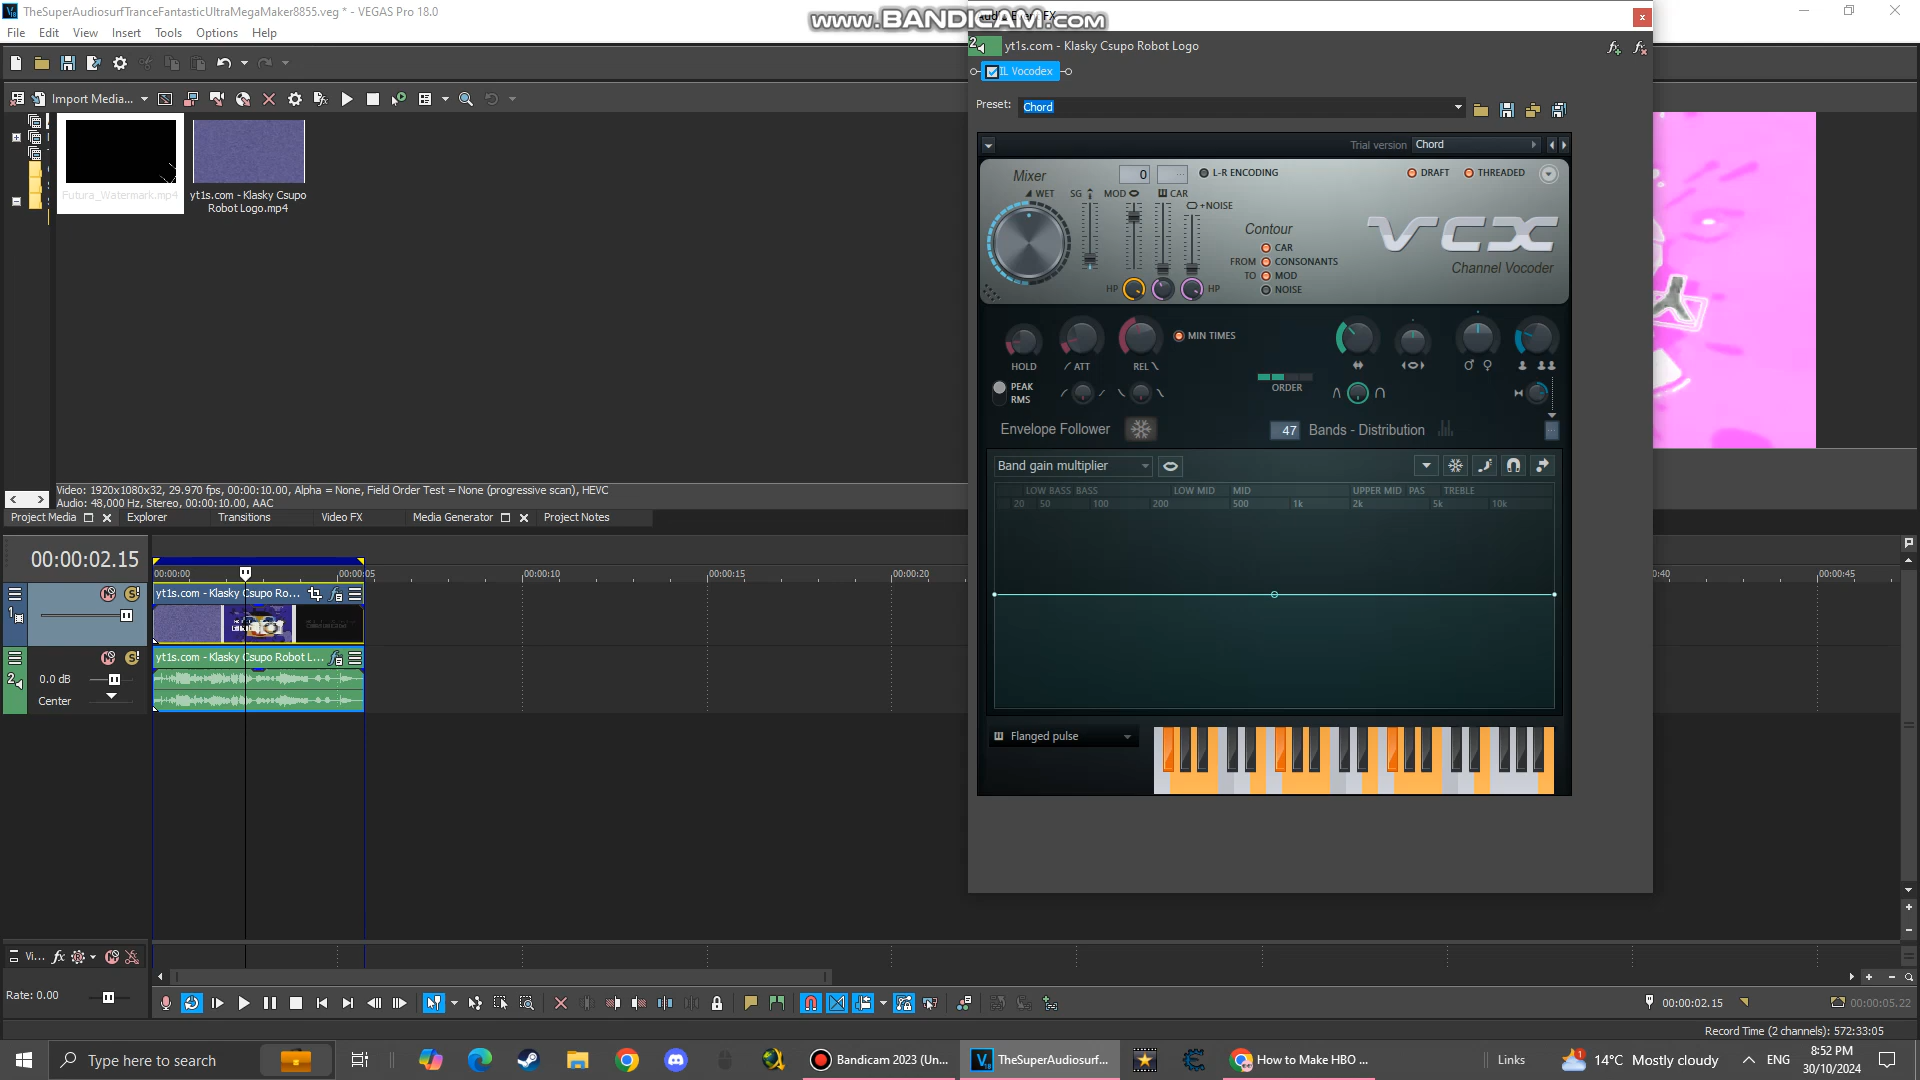 TheSuperAudiosurfTranceFantasticUltraMegaMaker8855.veg * - VEGAS Pro 18.0
www.BANDICAM.com
File Edit View Insert Tools Options Help
yt1s.com - Klasky Csupo Robot Logo
IL Vocodex
Import Media...
Preset: Chord
Trial version Chord
Mixer 0 L-R ENCODING DRAFT THREADED
WET SG MOD CAR
+NOISE
Contour
VCX
CAR
FROM CONSONANTS
Channel Vocoder
TO MOD
HP HP NOISE
Futura_Watermark.mp4
yt1s.com - Klasky Csupo
Robot Logo.mp4
MIN TIMES
HOLD ATT REL
PEAK
RMS
ORDER
Envelope Follower 47 Bands - Distribution
Band gain multiplier
LOW BASS BASS LOW MID MID UPPER MID PAS TREBLE
20 50 100 200 500 1k 2k 5k 10k
Video: 1920x1080x32, 29.970 fps, 00:00:10.00, Alpha = None, Field Order Test = None (progressive scan), HEVC
Audio: 48,000 Hz, Stereo, 00:00:10.00, AAC
Project Media Explorer Transitions Video FX Media Generator Project Notes
00:00:02.15
00:00:00 00:00:05 00:00:10 00:00:15 00:00:20 0:40 00:00:45
1 yt1s.com - Klasky Csupo Ro...
2 yt1s.com - Klasky Csupo Robot L...
0.0 dB
Center
Flanged pulse
Vi... fx
Rate: 0.00
00:00:02.15 00:00:05.22
Record Time (2 channels): 572:33:05
Type here to search
Bandicam 2023 (Un...
TheSuperAudiosurf...
How to Make HBO ...
Links
14°C Mostly cloudy
ENG
8:52 PM
30/10/2024